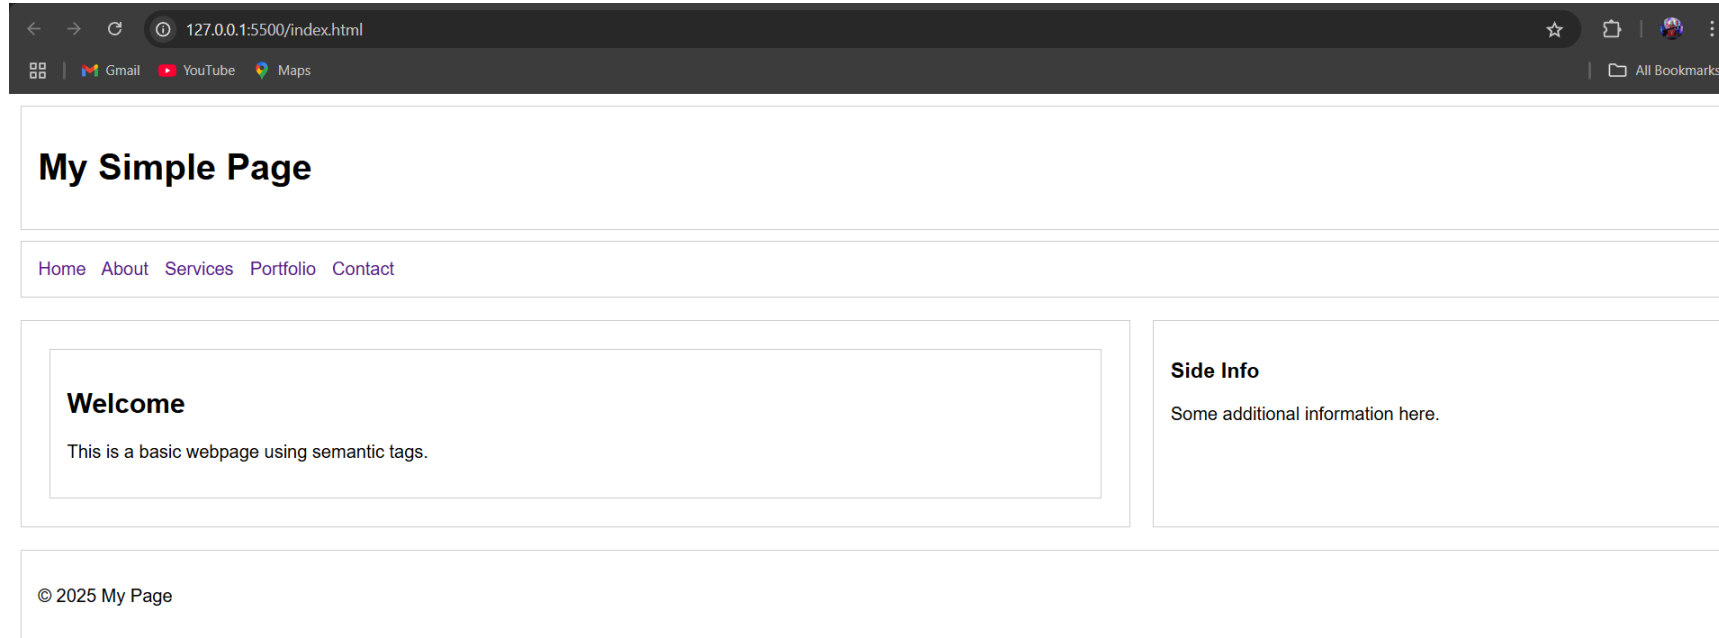 127.0.0.1:5500/index.html
Gmail YouTube Maps All Bookmarks
My Simple Page
Home About Services Portfolio Contact
Welcome
This is a basic webpage using semantic tags.
Side Info
Some additional information here.
© 2025 My Page